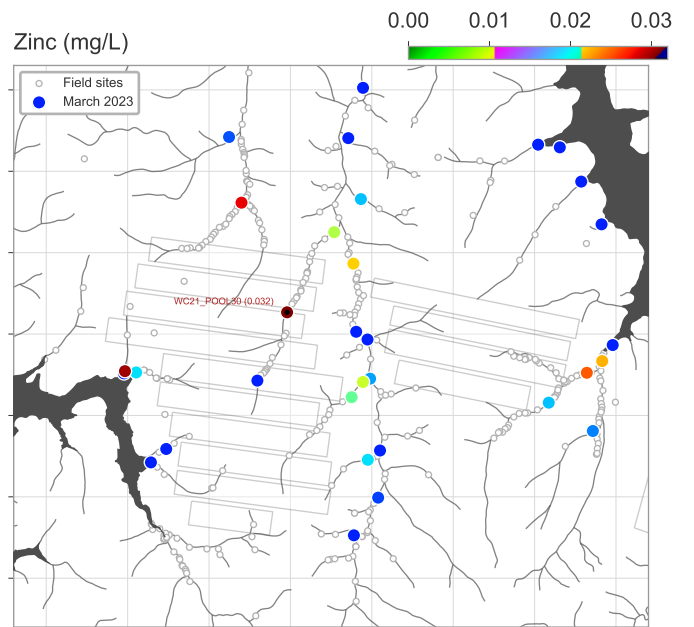 0.00 0.01 0.02 0.03
Zinc (mg/L)
Field sites
March 2023
WC21_POOL30 (0.032)